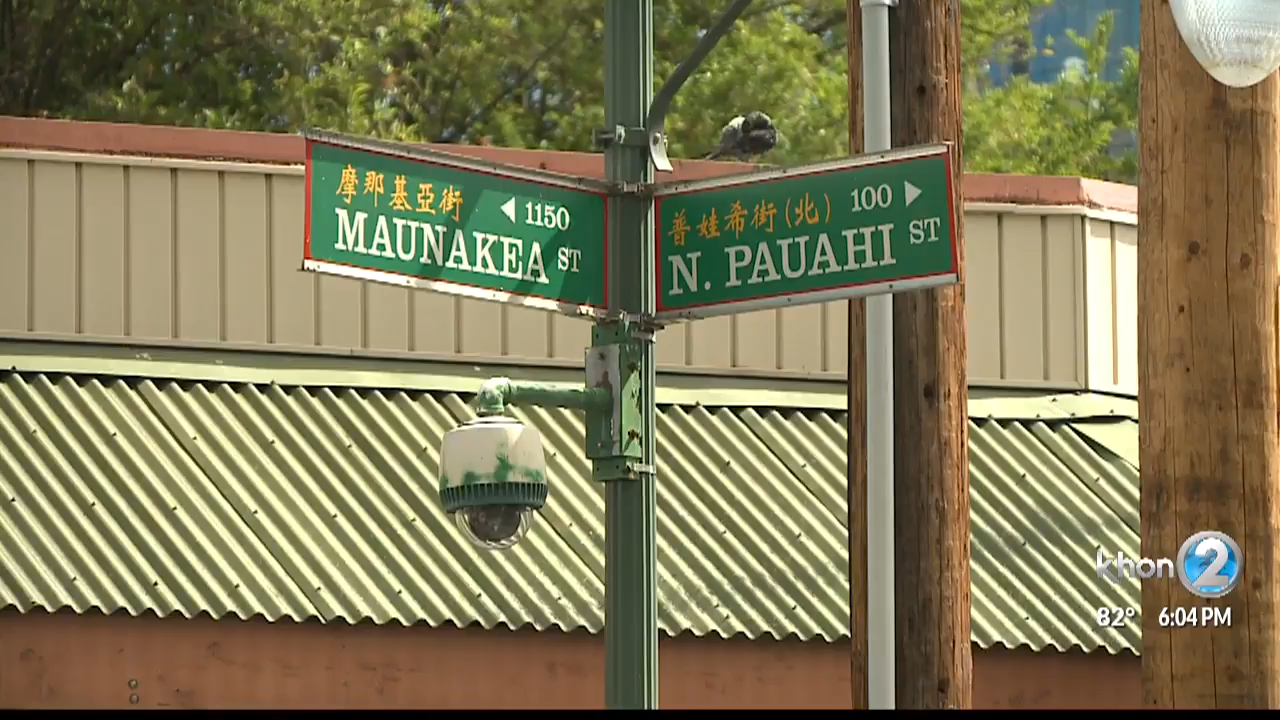 摩那基亞街
◀ 1150
MAUNAKEA ST
普娃希街(北)
100 ▶
N. PAUAHI ST
khon 2
82° 6:04 PM